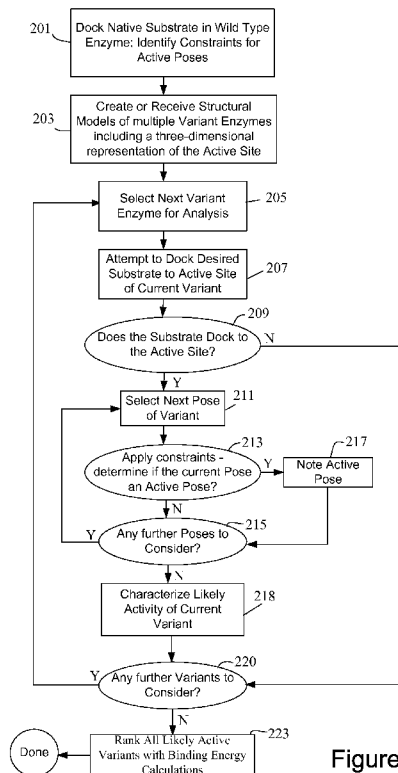 201
Dock Native Substrate in Wild Type
Enzyme: Identify Constraints for
Active Poses
203
Create or Receive Structural
Models of multiple Variant Enzymes
including a three-dimensional
representation of the Active Site
Select Next Variant
Enzyme for Analysis
205
Attempt to Dock Desired
Substrate to Active Site
of Current Variant
207
209
Does the Substrate Dock to
the Active Site?
N
Y
Select Next Pose
of Variant
211
213
Apply constraints -
determine if the current Pose
an Active Pose?
Y
217
Note Active
Pose
N
215
Any further Poses to
Consider?
Y
N
Characterize Likely
Activity of Current
Variant
218
220
Any further Variants to
Consider?
Y
N
223
Rank All Likely Active
Variants with Binding Energy
Calculations
Done
Figure